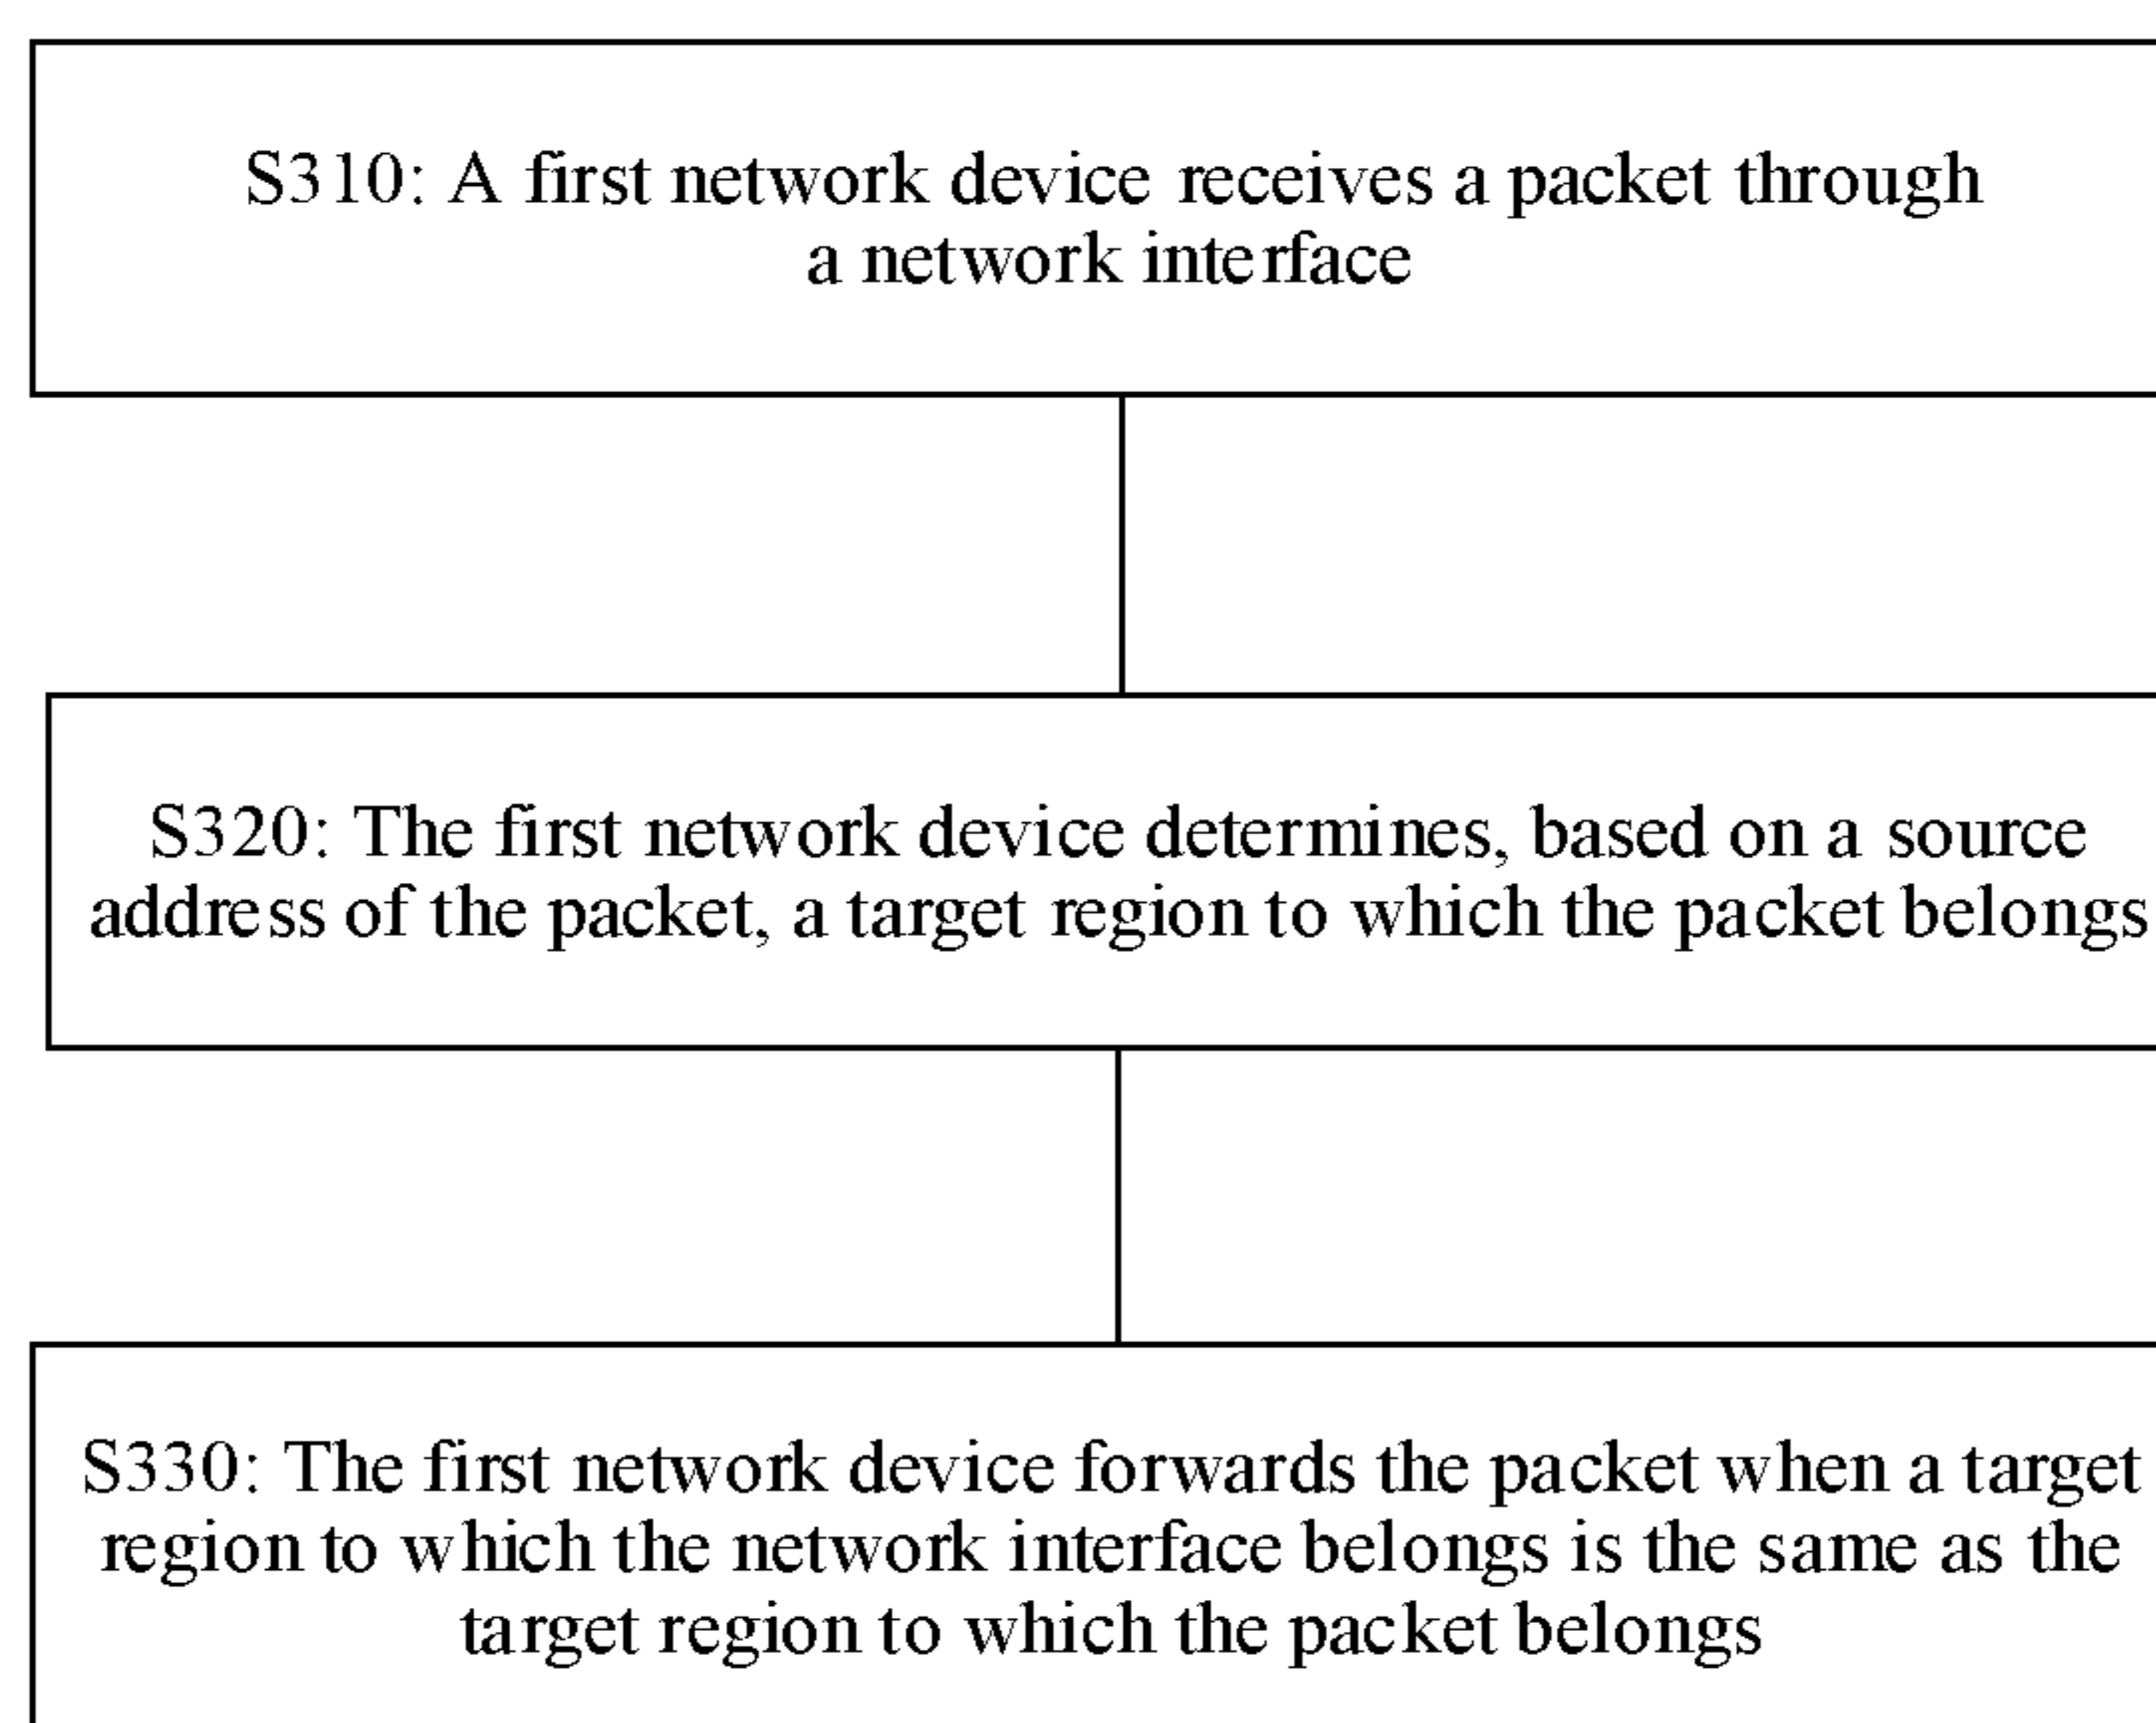 S310: A first network device receives a packet through
a network interface
S320: The first network device determines, based on a source
address of the packet, a target region to which the packet belongs
S330: The first network device forwards the packet when a target
region to which the network interface belongs is the same as the
target region to which the packet belongs